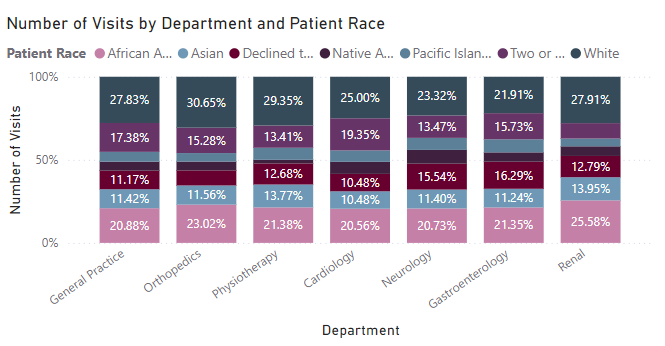 Number of Visits by Department and Patient Race
Patient Race African A... Asian Declined t... Native A... Pacific Islan... Two or ... White
100%
27.83% 30.65% 29.35% 25.00% 23.32% 21.91% 27.91%
17.38% 15.28% 13.41% 19.35% 13.47% 15.73%
50%
11.17% 12.68% 10.48% 15.54% 16.29% 12.79%
11.42% 11.56% 13.77% 10.48% 11.40% 11.24% 13.95%
20.88% 23.02% 21.38% 20.56% 20.73% 21.35% 25.58%
0%
Number of Visits
General Practice Orthopedics Physiotherapy Cardiology Neurology Gastroenterology Renal
Department